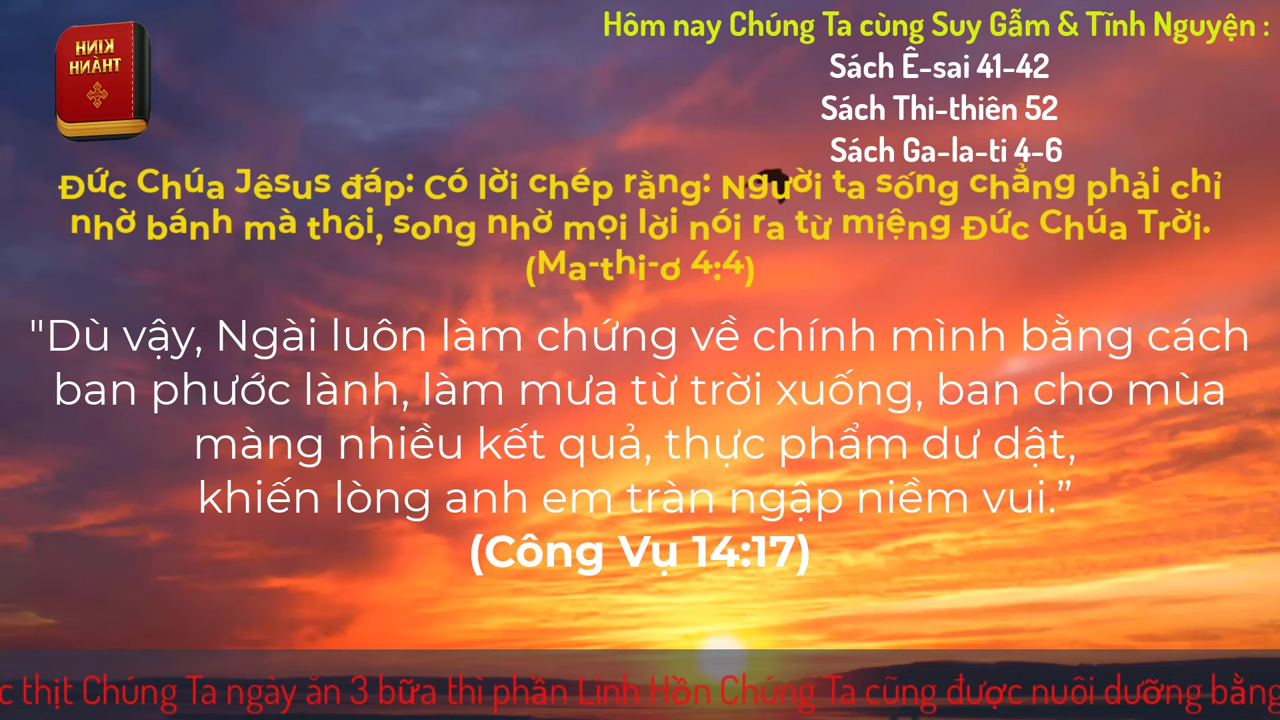 KINH
THÀNH
Hôm nay Chúng Ta cùng Suy Gẫm & Tĩnh Nguyện :
Sách Ê-sai 41-42
Sách Thi-thiên 52
Sách Ga-la-ti 4-6
Đức Chúa Jêsus đáp: Có lời chép rằng: Người ta sống chẳng phải chỉ
nhờ bánh mà thôi, song nhờ mọi lời nói ra từ miệng Đức Chúa Trời.
(Ma-thi-ơ 4:4)
"Dù vậy, Ngài luôn làm chứng về chính mình bằng cách
ban phước lành, làm mưa từ trời xuống, ban cho mùa
màng nhiều kết quả, thực phẩm dư dật,
khiến lòng anh em tràn ngập niềm vui.”
(Công Vụ 14:17)
c thịt Chúng Ta ngày ăn 3 bữa thì phần Linh Hồn Chúng Ta cũng được nuôi dưỡng bằng